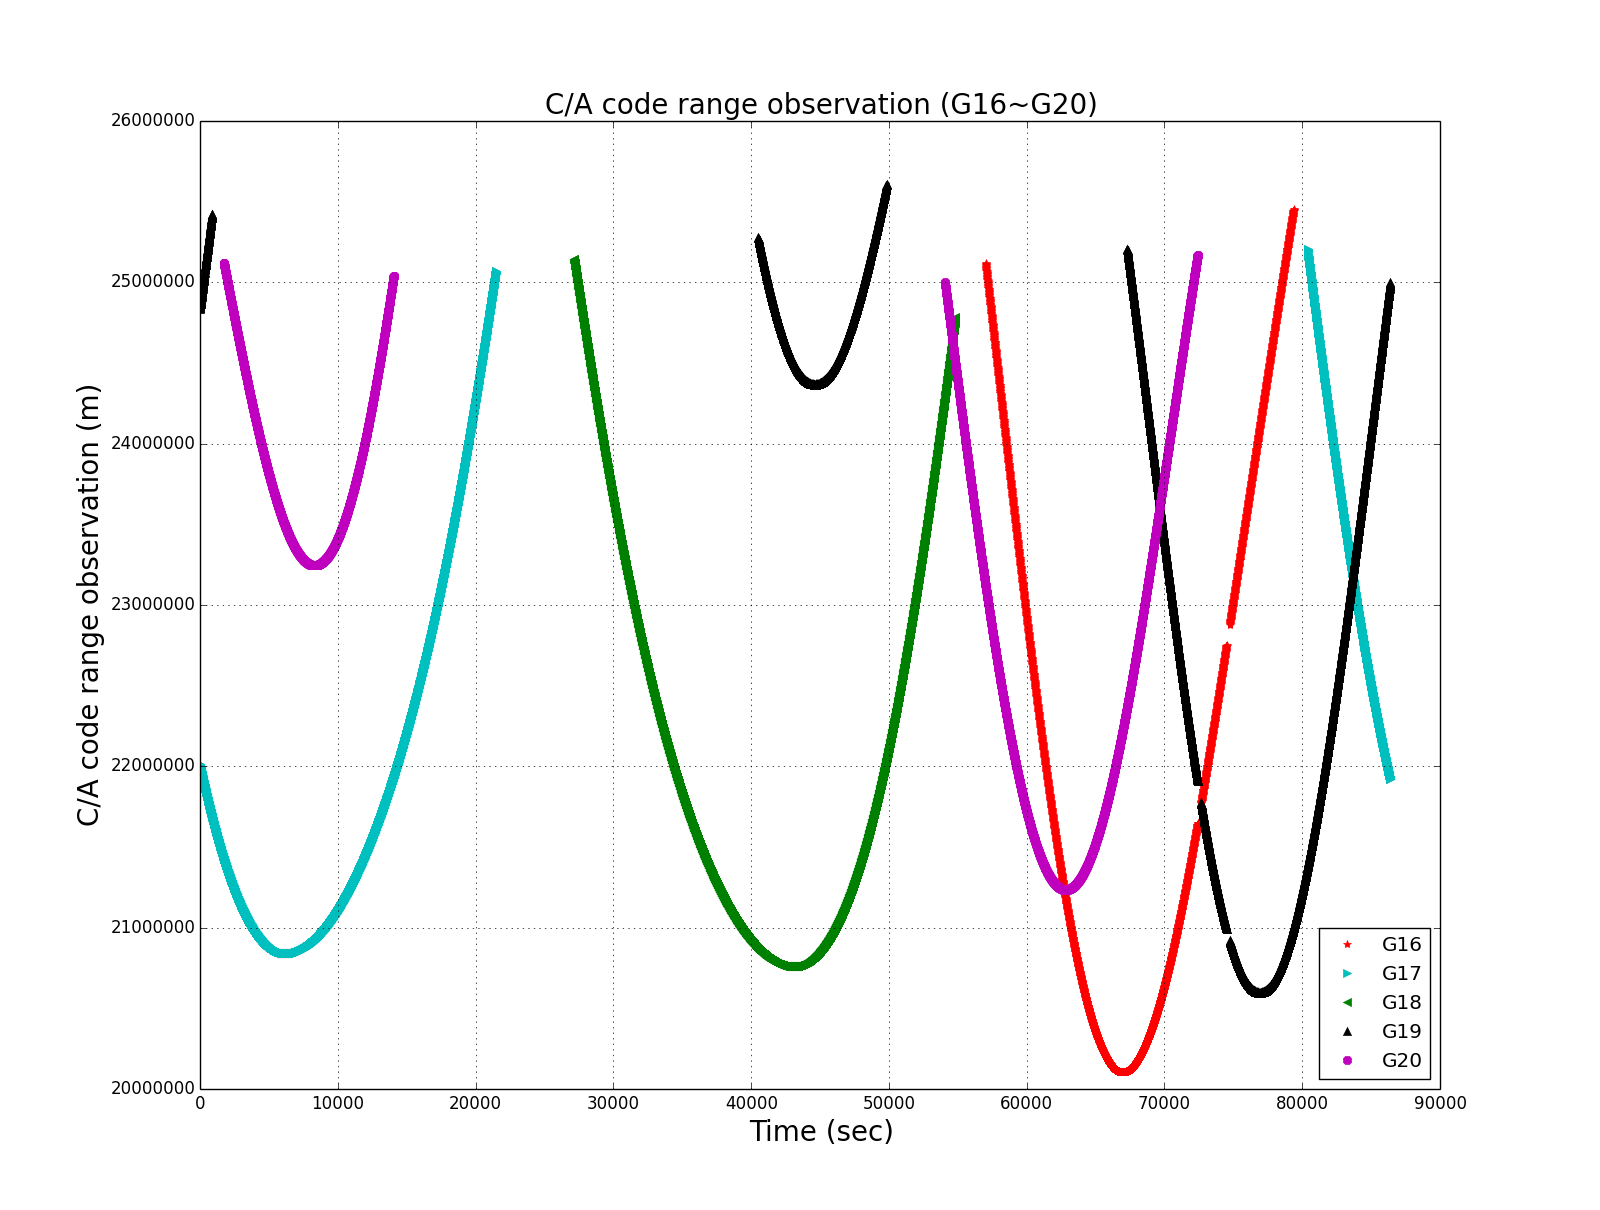 C/A code range observation (G16~G20)
C/A code range observation (m)
26000000
25000000
24000000
23000000
22000000
21000000
20000000
0 10000 20000 30000 40000 50000 60000 70000 80000 90000
Time (sec)
G16
G17
G18
G19
G20